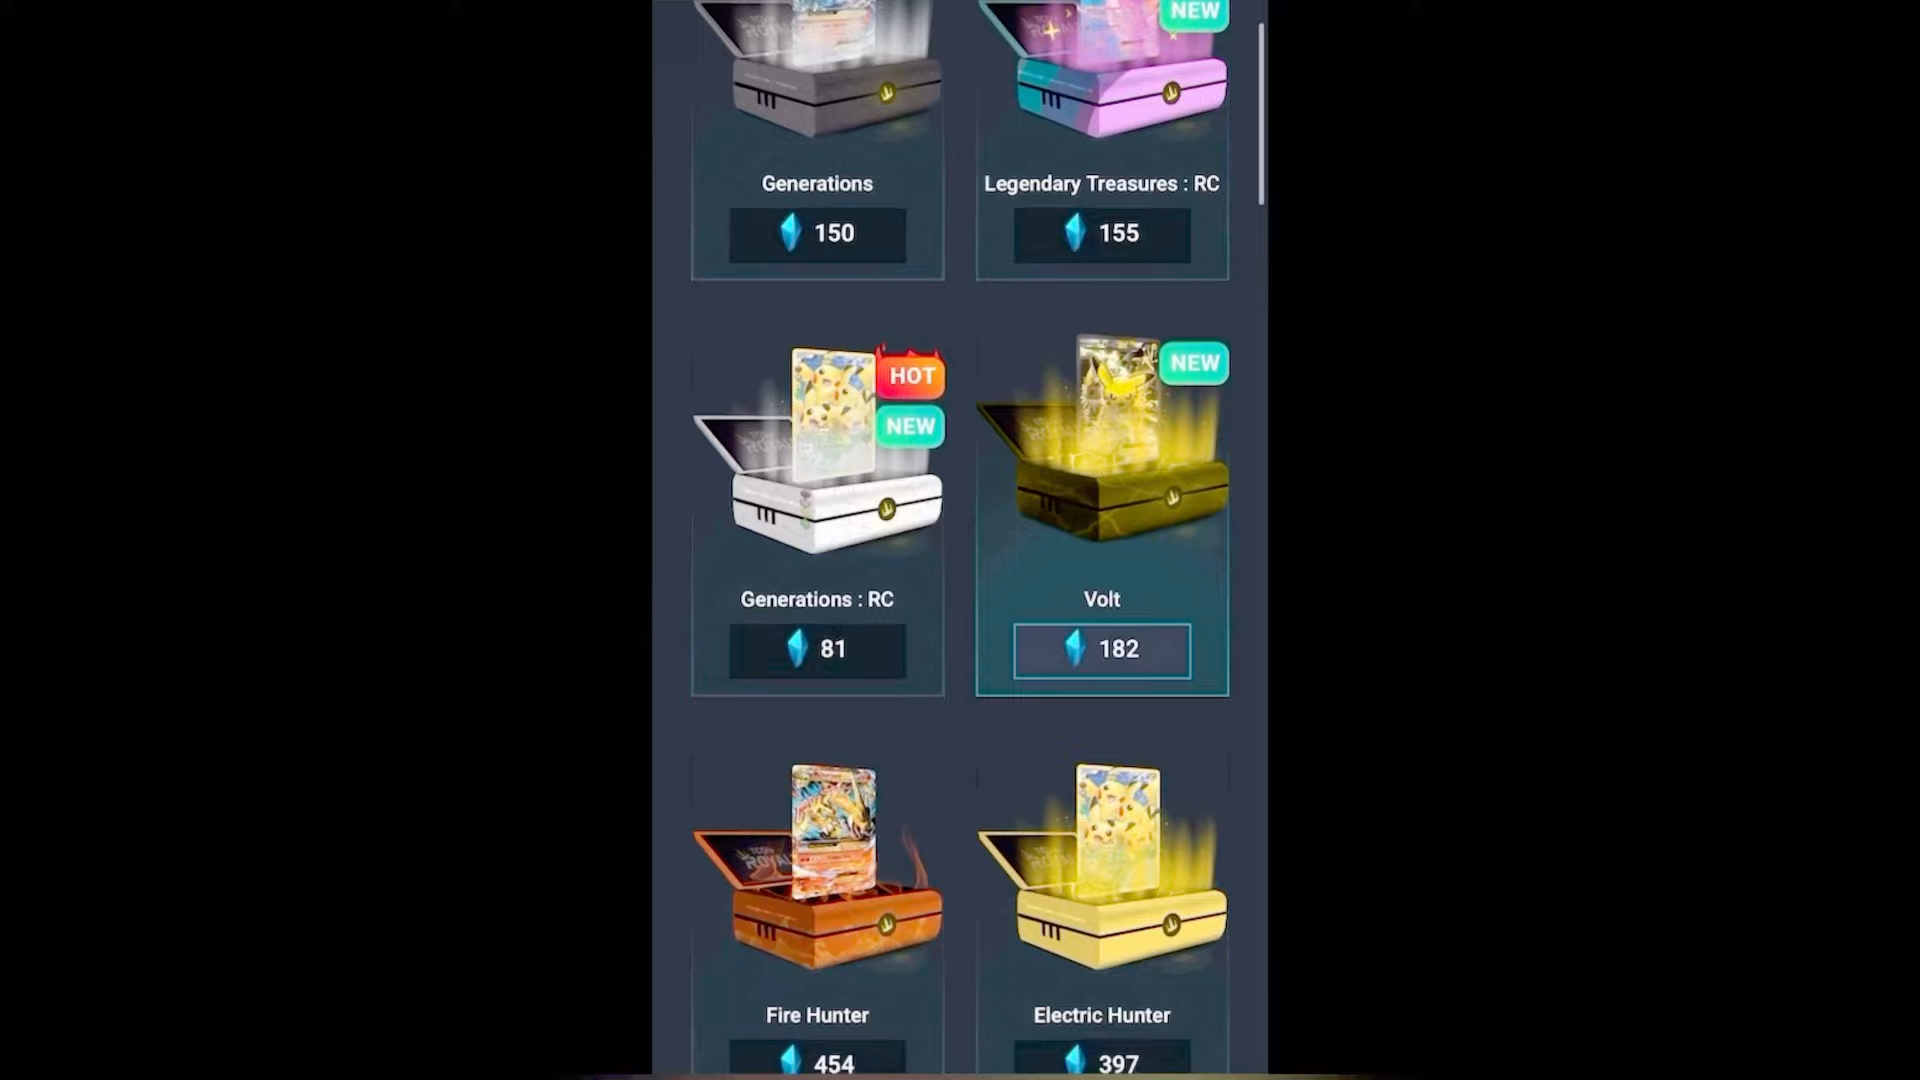 NEW
Generations
Legendary Treasures : RC
150
155
HOT
NEW
NEW
Generations : RC
Volt
81
182
ROYAL
Fire Hunter
Electric Hunter
454
397